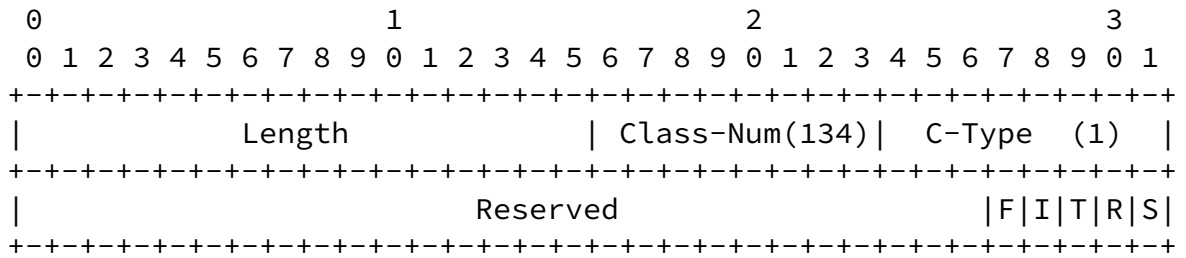 0                   1                   2                   3
 0 1 2 3 4 5 6 7 8 9 0 1 2 3 4 5 6 7 8 9 0 1 2 3 4 5 6 7 8 9 0 1
+-+-+-+-+-+-+-+-+-+-+-+-+-+-+-+-+-+-+-+-+-+-+-+-+-+-+-+-+-+-+-+-+
|            Length             | Class-Num(134)|  C-Type  (1)  |
+-+-+-+-+-+-+-+-+-+-+-+-+-+-+-+-+-+-+-+-+-+-+-+-+-+-+-+-+-+-+-+-+
|                         Reserved                    |F|I|T|R|S|
+-+-+-+-+-+-+-+-+-+-+-+-+-+-+-+-+-+-+-+-+-+-+-+-+-+-+-+-+-+-+-+-+